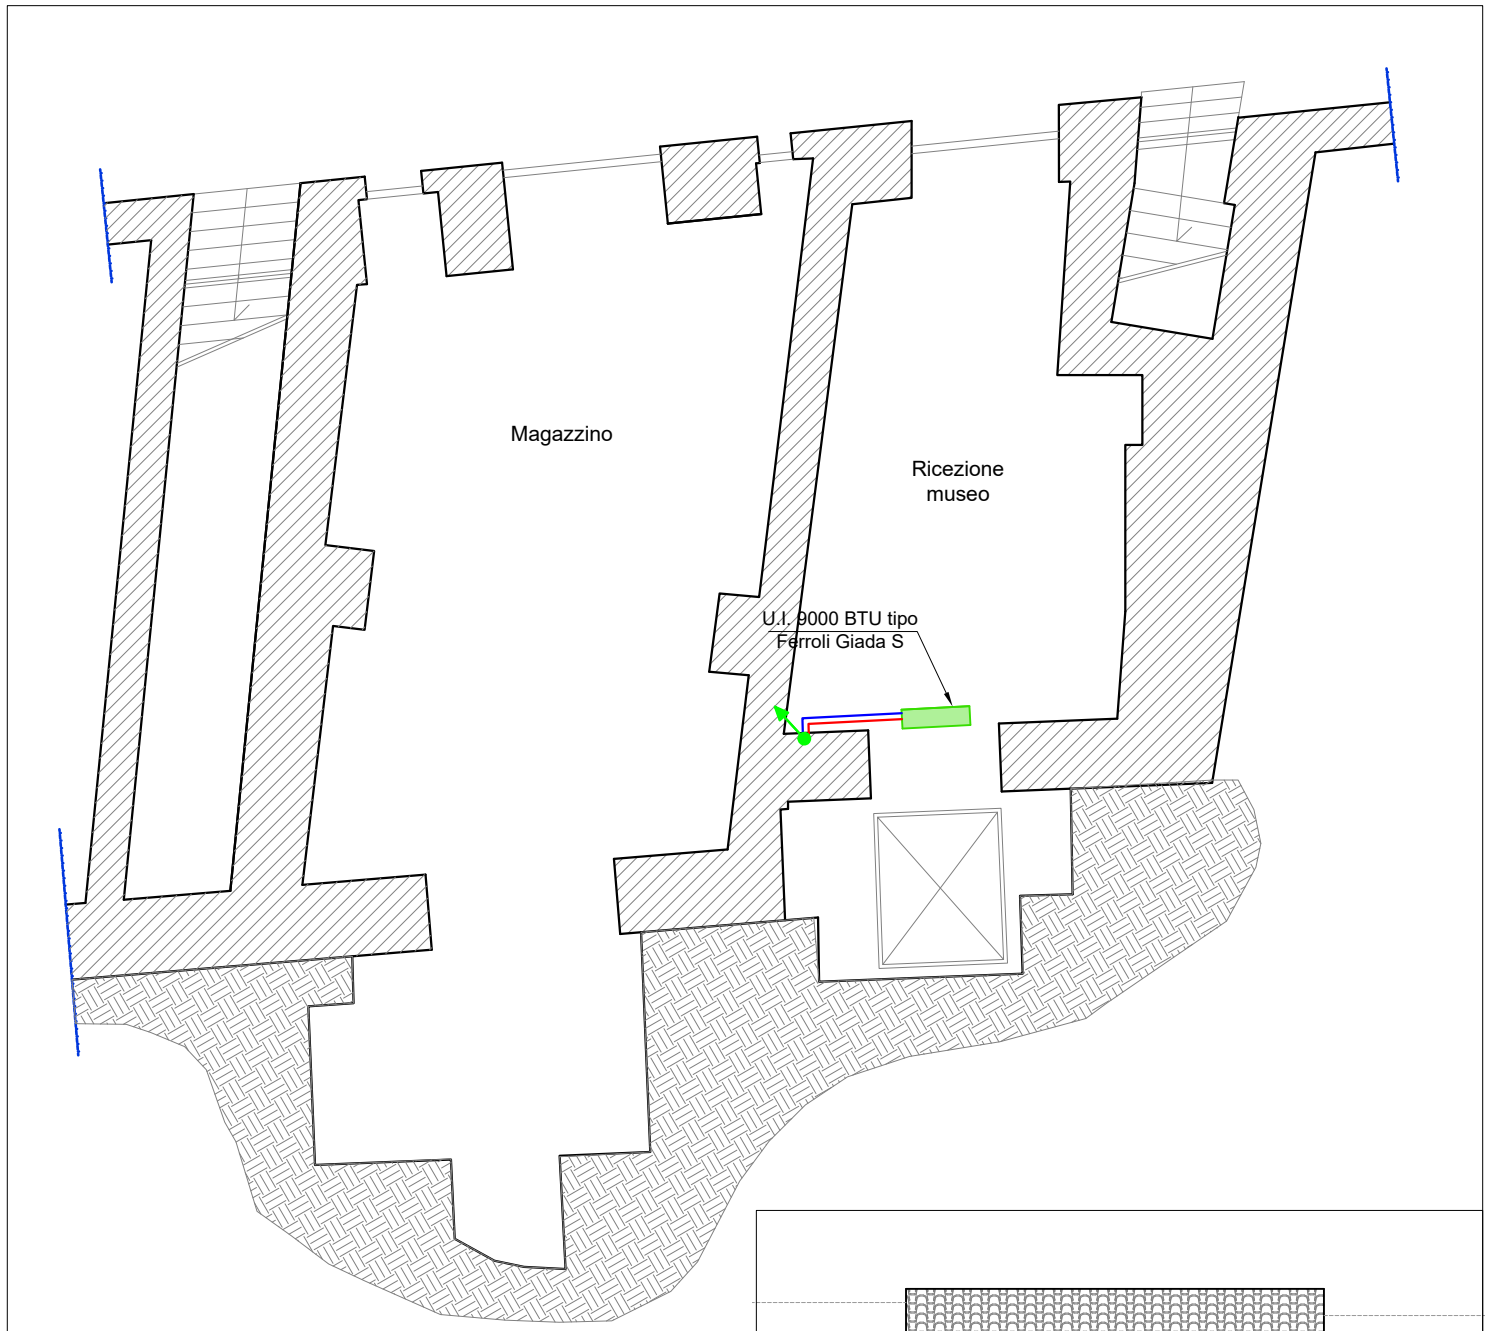 Magazzino
Ricezione
museo
U.I. 9000 BTU tipo
Ferroli Giada S